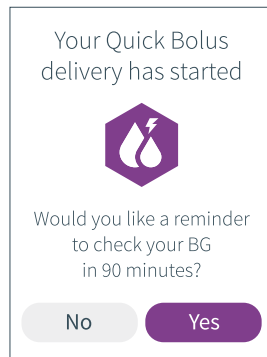 Your Quick Bolus
delivery has started
Would you like a reminder
to check your BG
in 90 minutes?
No
Yes